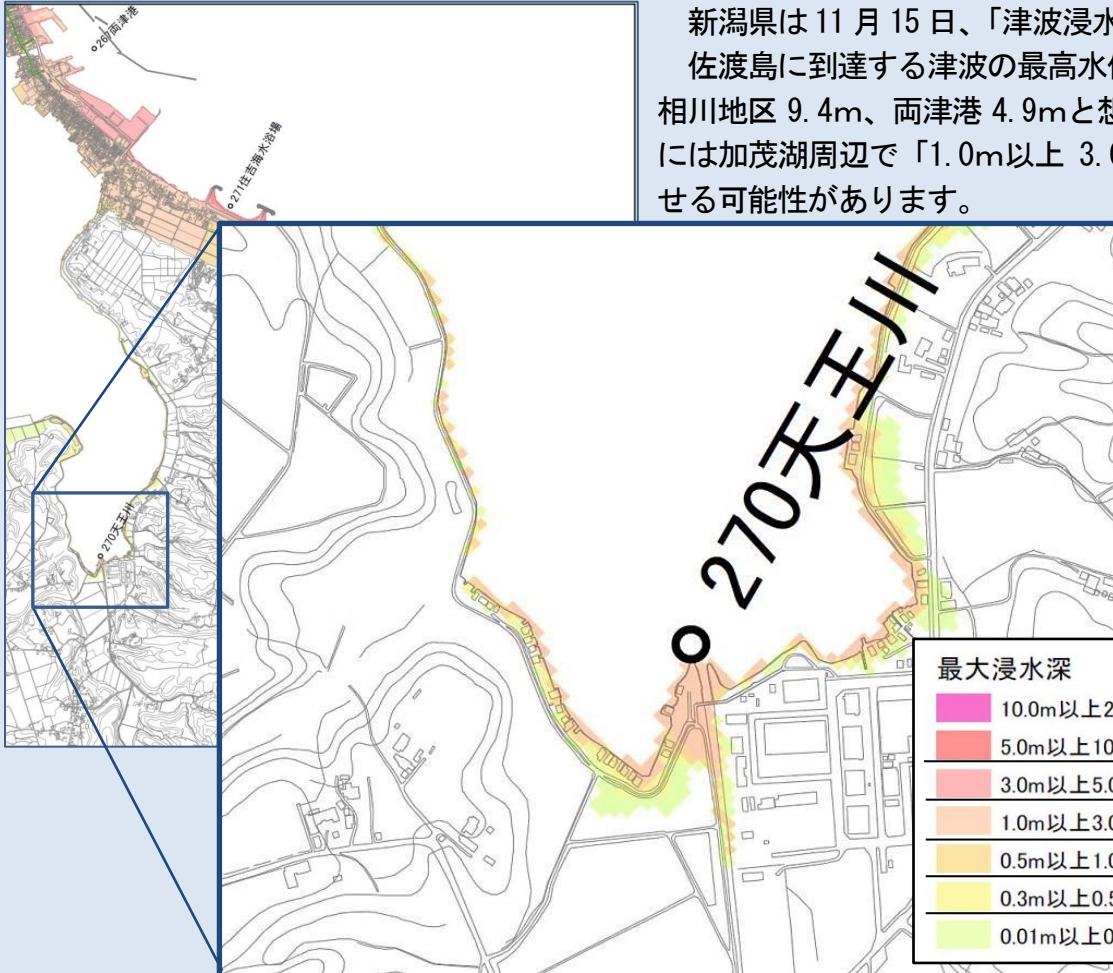 新潟県は 11 月 15 日、「津波浸水
佐渡島に到達する津波の最高水位
相川地区 9.4m、両津港 4.9mと想
には加茂湖周辺で「1.0m以上 3.0
せる可能性があります。
267両津港
271住吉海水浴場
270天王川
270天王川
最大浸水深
10.0m以上2
5.0m以上10
3.0m以上5.0
1.0m以上3.0
0.5m以上1.0
0.3m以上0.5
0.01m以上0